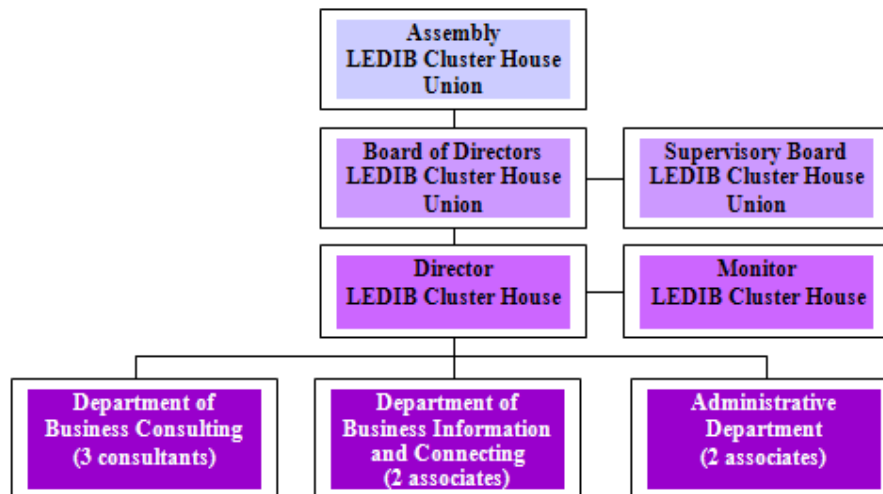 Assembly
LEDIB Cluster House
Union
Board of Directors
LEDIB Cluster House
Union
Supervisory Board
LEDIB Cluster House
Union
Director
LEDIB Cluster House
Monitor
LEDIB Cluster House
Department of
Business Consulting
(3 consultants)
Department of
Business Information
and Connecting
(2 associates)
Administrative
Department
(2 associates)